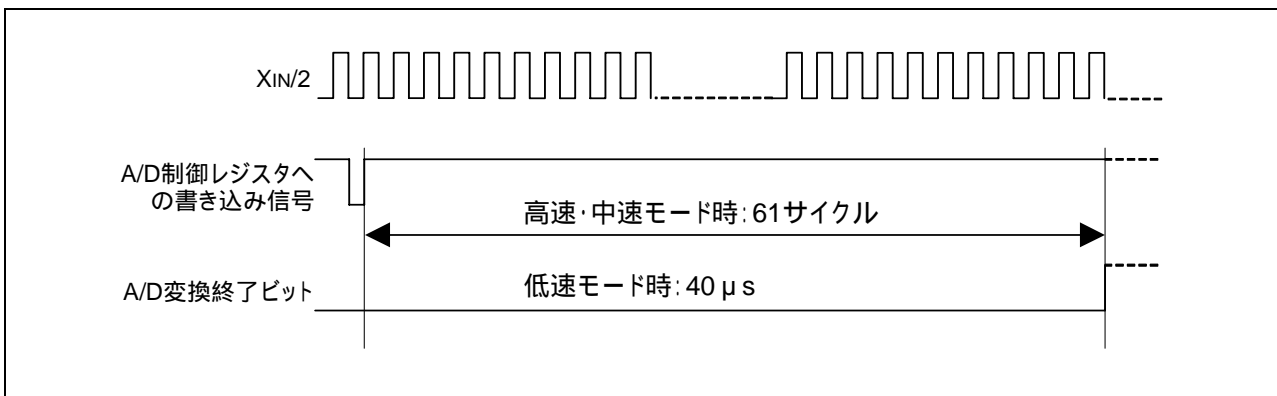 XIN/2
A/D制御レジスタへ
の書き込み信号
高速・中速モード時:61サイクル
A/D変換終了ビット
低速モード時:40μs